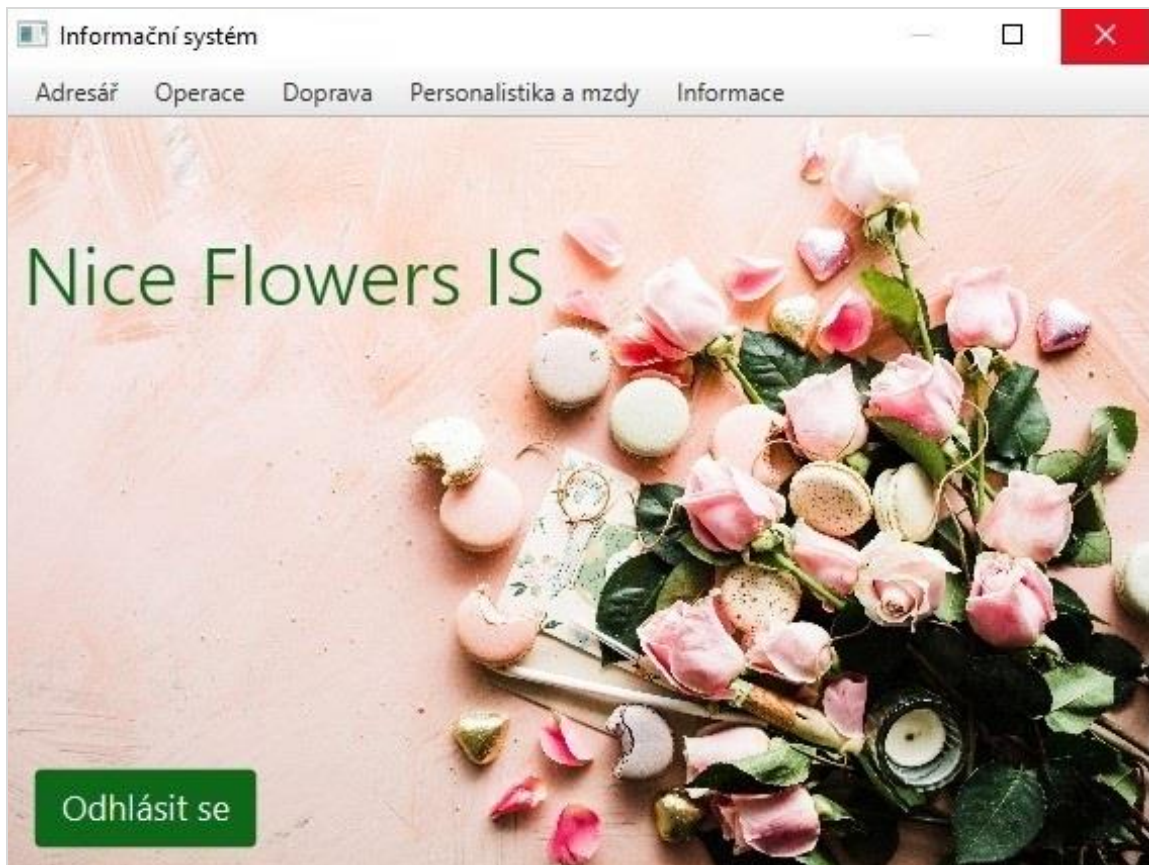 Informační systém
Adresář Operace Doprava Personalistika a mzdy Informace
Nice Flowers IS
Odhlásit se